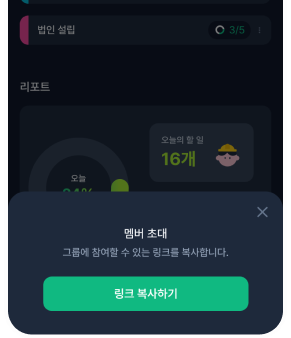 법인 설립
3/5
리포트
오늘의 할 일
16개
오늘
멤버 초대
그룹에 참여할 수 있는 링크를 복사합니다.
링크 복사하기